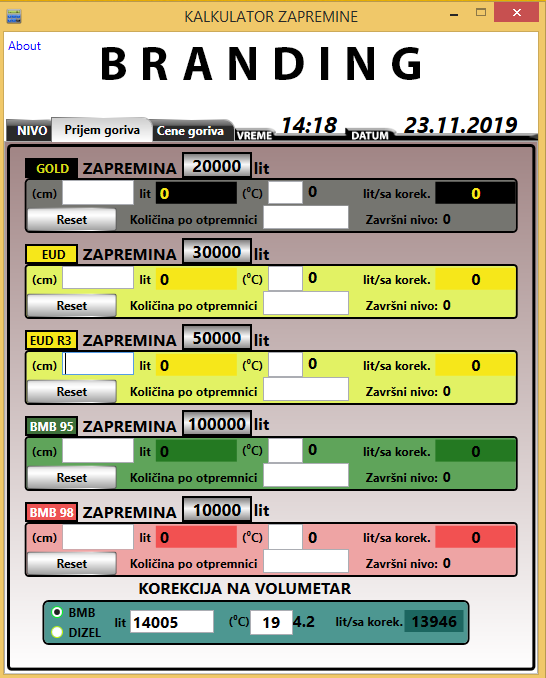 KALKULATOR ZAPREMINE
About
BRANDING
NIVO Prijem goriva Cene goriva VREME 14:18 DATUM 23.11.2019
GOLD ZAPREMINA 20000 lit
(cm) lit 0 (⁰C) 0 lit/sa korek. 0
Reset Količina po otpremnici Završni nivo: 0
EUD ZAPREMINA 30000 lit
(cm) lit 0 (⁰C) 0 lit/sa korek. 0
Reset Količina po otpremnici Završni nivo: 0
EUD R3 ZAPREMINA 50000 lit
(cm) lit 0 (⁰C) 0 lit/sa korek. 0
Reset Količina po otpremnici Završni nivo: 0
BMB 95 ZAPREMINA 100000 lit
(cm) lit 0 (⁰C) 0 lit/sa korek. 0
Reset Količina po otpremnici Završni nivo: 0
BMB 98 ZAPREMINA 10000 lit
(cm) lit 0 (⁰C) 0 lit/sa korek. 0
Reset Količina po otpremnici Završni nivo: 0
KOREKCIJA NA VOLUMETAR
BMB
DIZEL
lit 14005 (⁰C) 19 4.2 lit/sa korek. 13946